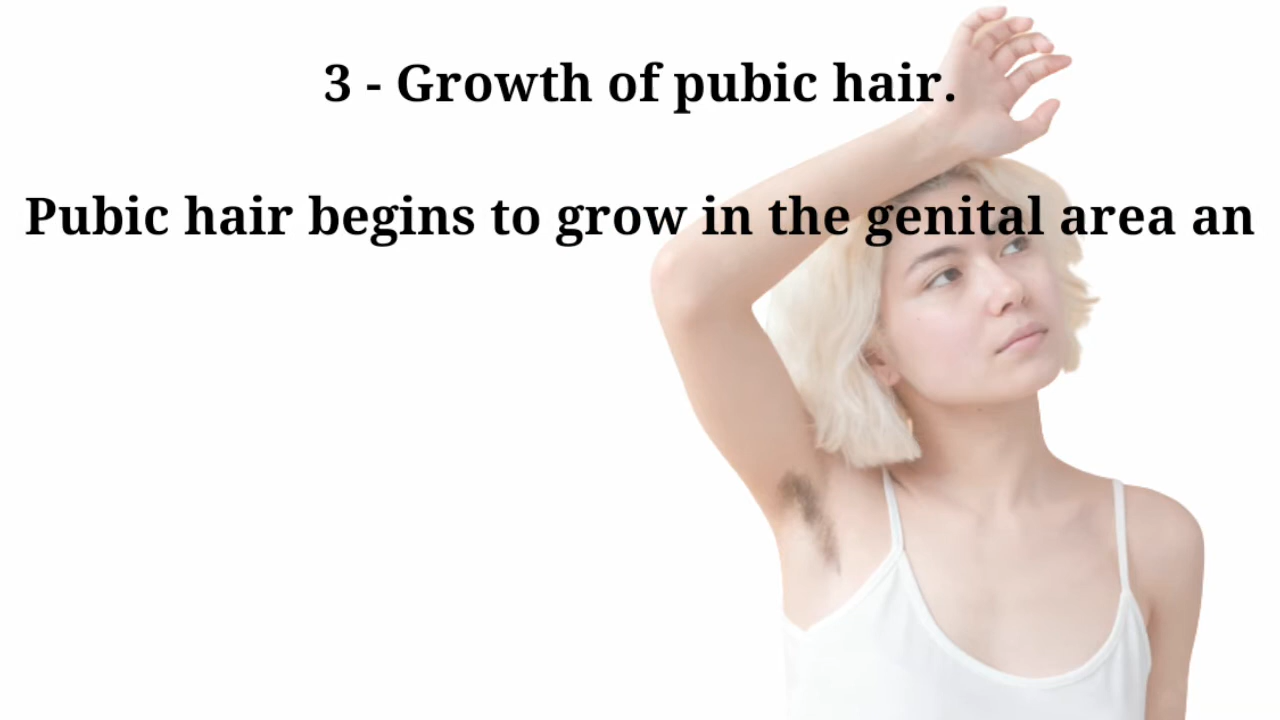 3 - Growth of pubic hair.
Pubic hair begins to grow in the genital area an